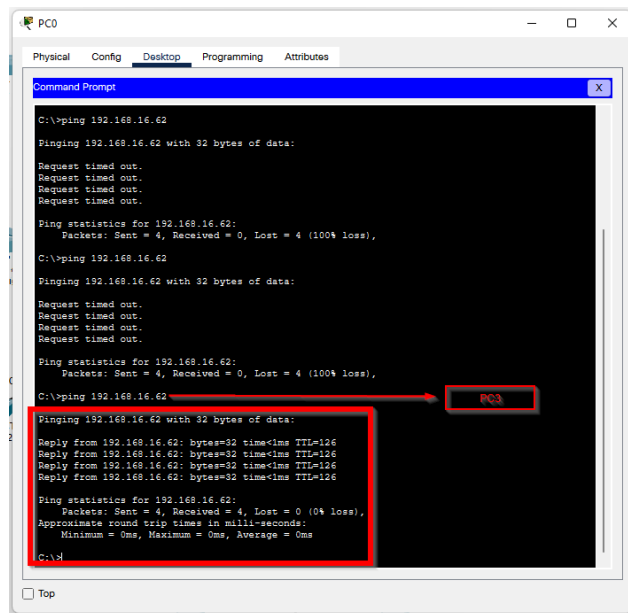 PC0
Physical Config Desktop Programming Attributes
Command Prompt
X
C:\>ping 192.168.16.62
Pinging 192.168.16.62 with 32 bytes of data:
Request timed out.
Request timed out.
Request timed out.
Request timed out.
Ping statistics for 192.168.16.62:
Packets: Sent = 4, Received = 0, Lost = 4 (100% loss),
C:\>ping 192.168.16.62
Pinging 192.168.16.62 with 32 bytes of data:
Request timed out.
Request timed out.
Request timed out.
Request timed out.
Ping statistics for 192.168.16.62:
Packets: Sent = 4, Received = 0, Lost = 4 (100% loss),
C:\>ping 192.168.16.62 PC3
Pinging 192.168.16.62 with 32 bytes of data:
Reply from 192.168.16.62: bytes=32 time<1ms TTL=126
Reply from 192.168.16.62: bytes=32 time<1ms TTL=126
Reply from 192.168.16.62: bytes=32 time<1ms TTL=126
Reply from 192.168.16.62: bytes=32 time<1ms TTL=126
Ping statistics for 192.168.16.62:
Packets: Sent = 4, Received = 4, Lost = 0 (0% loss),
Approximate round trip times in milli-seconds:
Minimum = 0ms, Maximum = 0ms, Average = 0ms
C:\>
Top